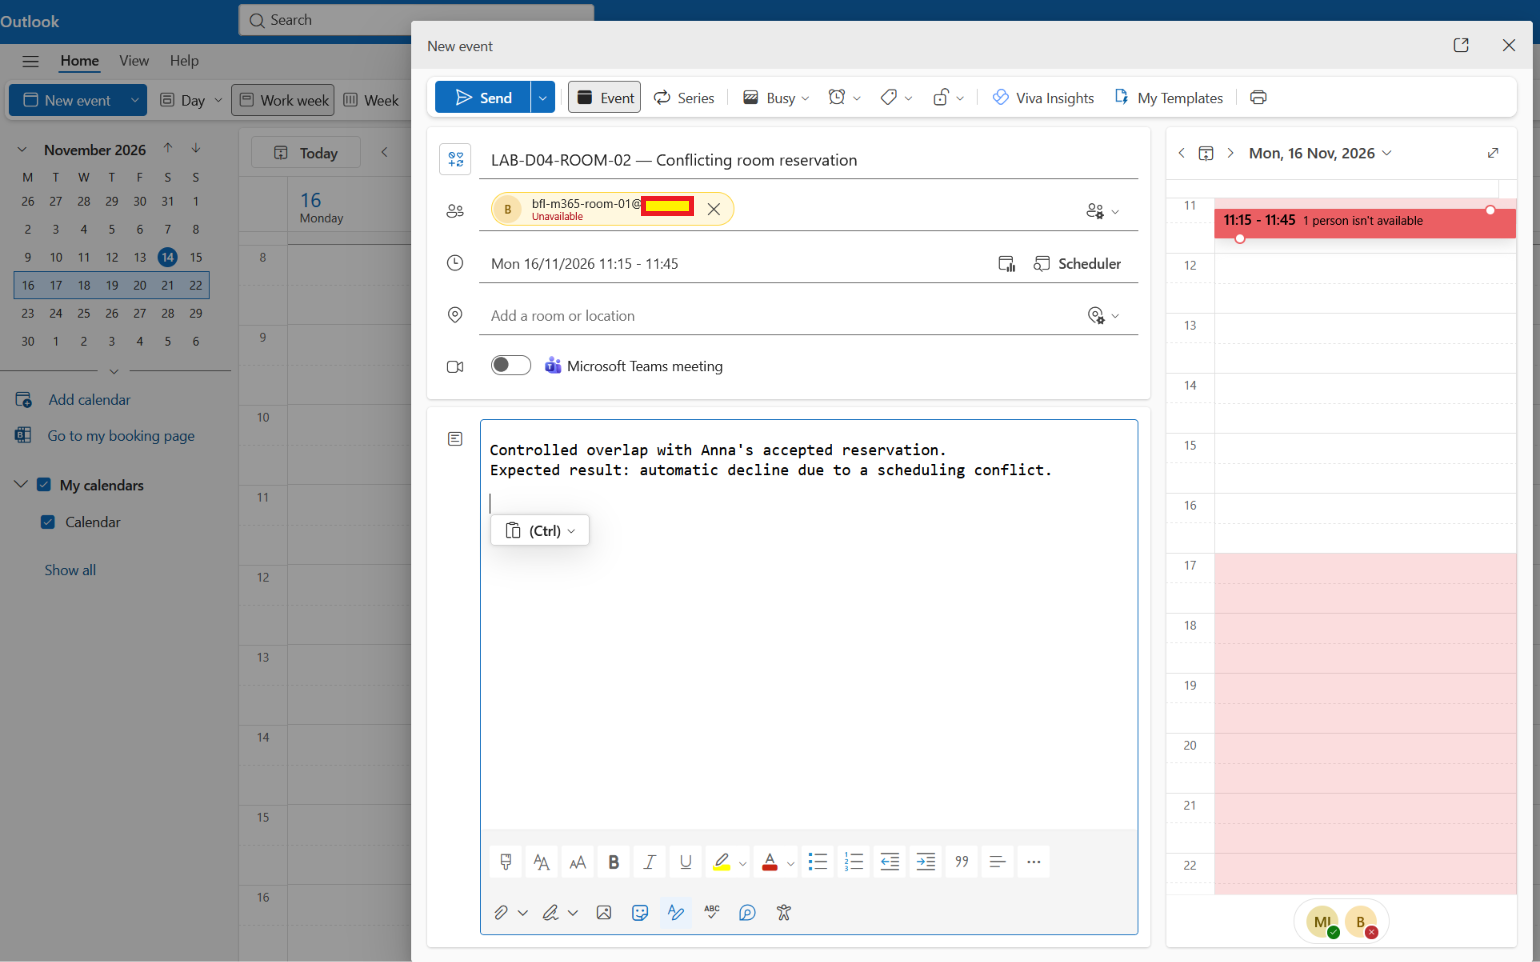 Outlook
Search
Home View Help
New event Day Work week Week
November 2026
M T W T F S S
26 27 28 29 30 31 1
2 3 4 5 6 7 8
9 10 11 12 13 14 15
16 17 18 19 20 21 22
23 24 25 26 27 28 29
30 1 2 3 4 5 6
Add calendar
Go to my booking page
My calendars
Calendar
Show all
Today
16
Monday
8
9
10
11
12
13
14
15
16
New event
Send Event Series Busy Viva Insights My Templates
LAB-D04-ROOM-02 — Conflicting room reservation
B
bfl-m365-room-01@
Unavailable
Mon 16/11/2026 11:15 - 11:45
Scheduler
Add a room or location
Microsoft Teams meeting
Controlled overlap with Anna's accepted reservation.
Expected result: automatic decline due to a scheduling conflict.
(Ctrl)
Mon, 16 Nov, 2026
11
11:15 - 11:45 1 person isn't available
12
13
14
15
16
17
18
19
20
21
22
B